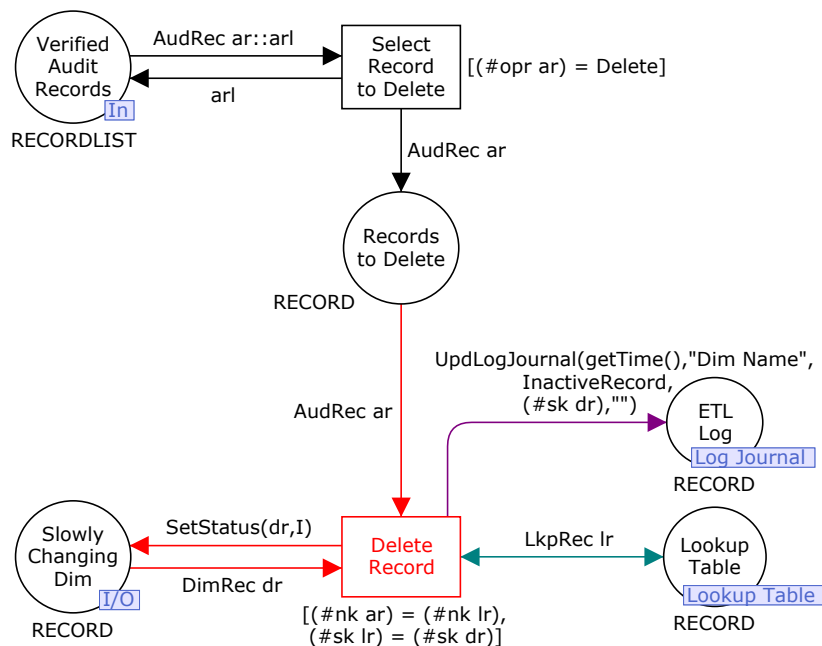 Verified
Audit
Records
In
RECORDLIST
AudRec ar::arl
arl
Select
Record
to Delete
[(#opr ar) = Delete]
AudRec ar
Records
to Delete
RECORD
AudRec ar
UpdLogJournal(getTime(),"Dim Name",
InactiveRecord,
(#sk dr),"")
ETL
Log
Log Journal
RECORD
Slowly
Changing
Dim
I/O
RECORD
SetStatus(dr,I)
DimRec dr
Delete
Record
[(#nk ar) = (#nk lr),
(#sk lr) = (#sk dr)]
LkpRec lr
Lookup
Table
Lookup Table
RECORD